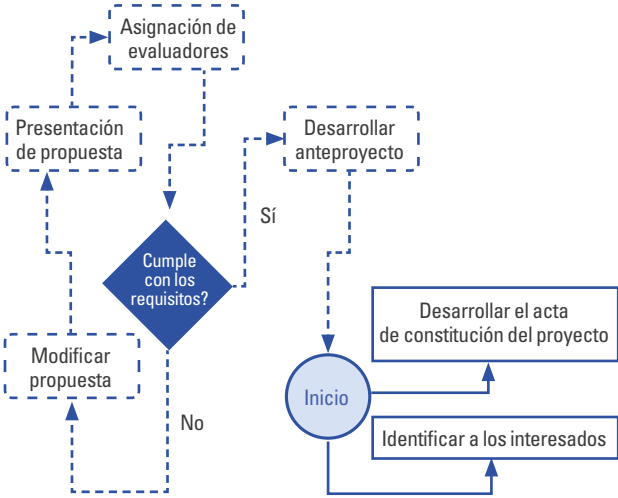 Asignación de
evaluadores
Presentación
de propuesta
Desarrollar
anteproyecto
Sí
Cumple
con los
requisitos?
Desarrollar el acta
de constitución del proyecto
Modificar
propuesta
Inicio
No
Identificar a los interesados